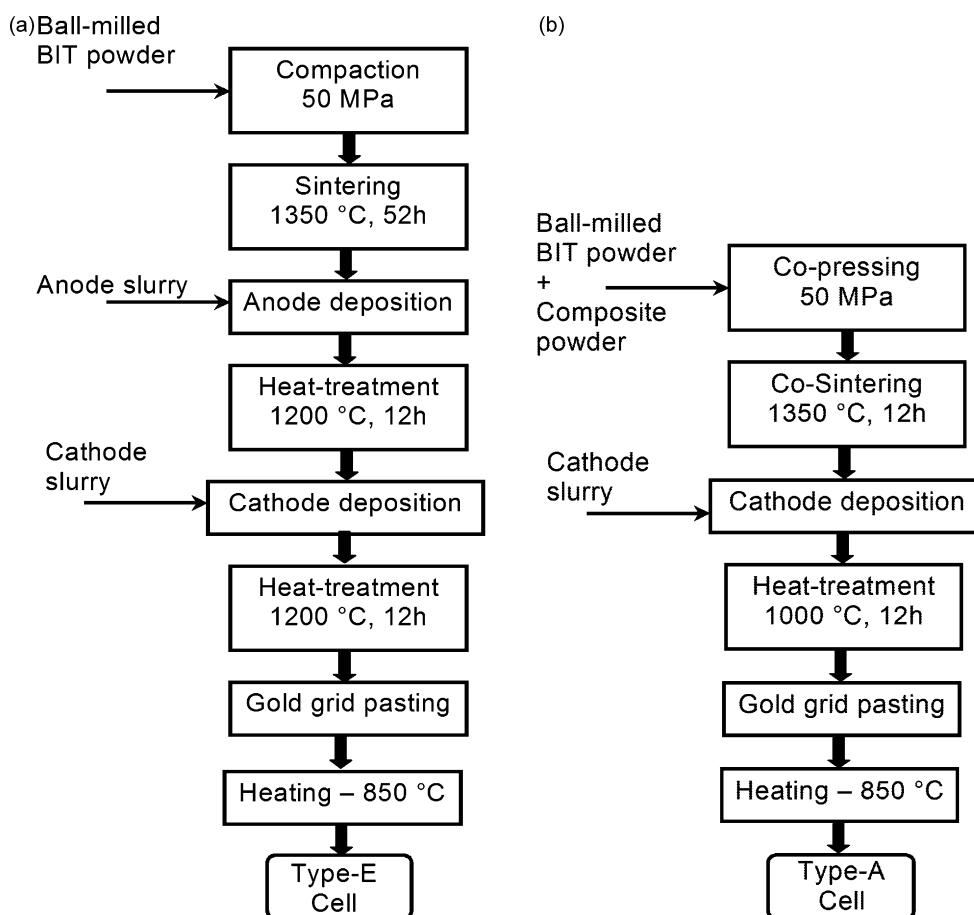 (a)
Ball-milled
BIT powder
Compaction
50 MPa
Sintering
1350 °C, 52h
Anode slurry
Anode deposition
Heat-treatment
1200 °C, 12h
Cathode
slurry
Cathode deposition
Heat-treatment
1200 °C, 12h
Gold grid pasting
Heating – 850 °C
Type-E
Cell
(b)
Ball-milled
BIT powder
+
Composite
powder
Co-pressing
50 MPa
Co-Sintering
1350 °C, 12h
Cathode
slurry
Cathode deposition
Heat-treatment
1000 °C, 12h
Gold grid pasting
Heating – 850 °C
Type-A
Cell